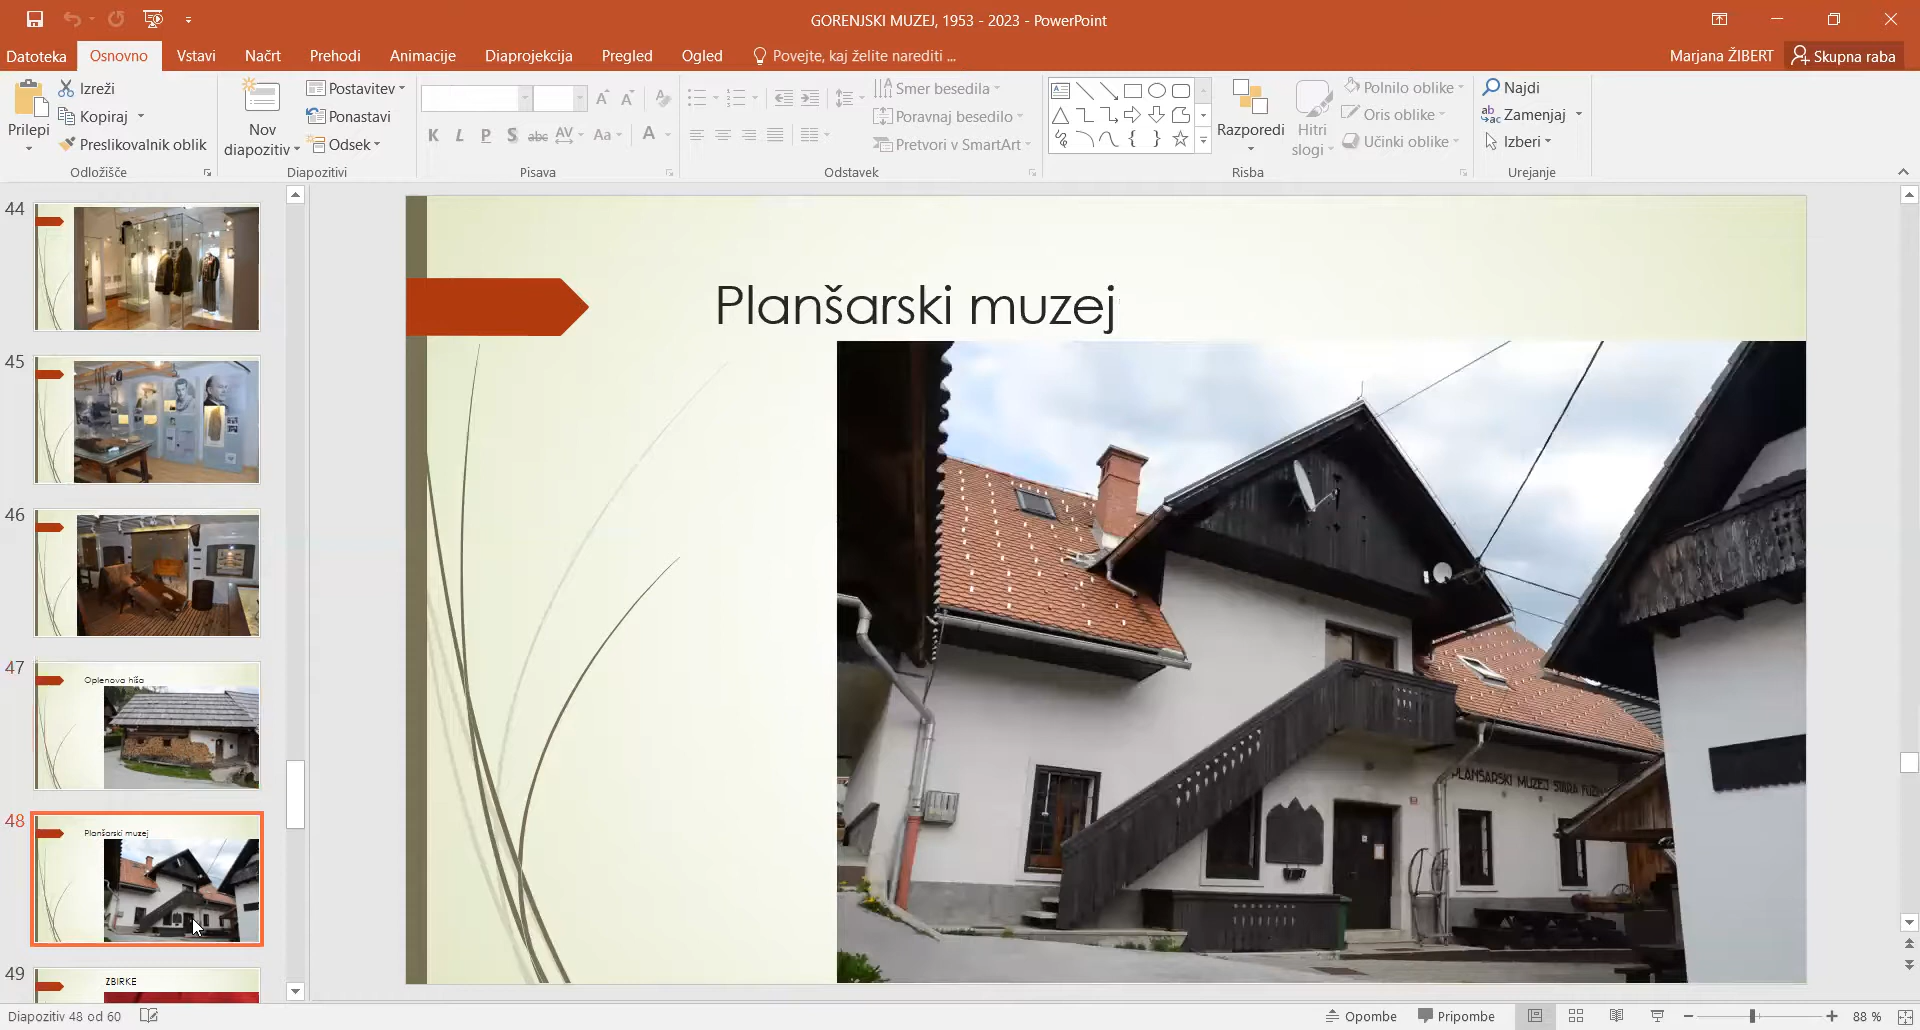 GORENJSKI MUZEJ, 1953 - 2023 - PowerPoint
Datoteka Osnovno Vstavi Načrt Prehodi Animacije Diaprojekcija Pregled Ogled Povejte, kaj želite narediti ... Marjana ŽIBERT Skupna raba
Prilepi
Izreži
Kopiraj
Preslikovalnik oblik
Odložišče
Nov
diapozitiv
Postavitev
Ponastavi
Odsek
Diapozitivi
K L P S abc AV Aa A
Pisava
Smer besedila
Poravnaj besedilo
Pretvori v SmartArt
Odstavek
Razporedi
Hitri
slogi
Polnilo oblike
Oris oblike
Učinki oblike
Risba
Najdi
Zamenjaj
Izberi
Urejanje
44
45
46
47
Oplenova hiša
48
Planšarski muzej
49
ZBIRKE
Planšarski muzej
PLANŠARSKI MUZEJ STARA
Diapozitiv 48 od 60
Opombe Pripombe 88 %